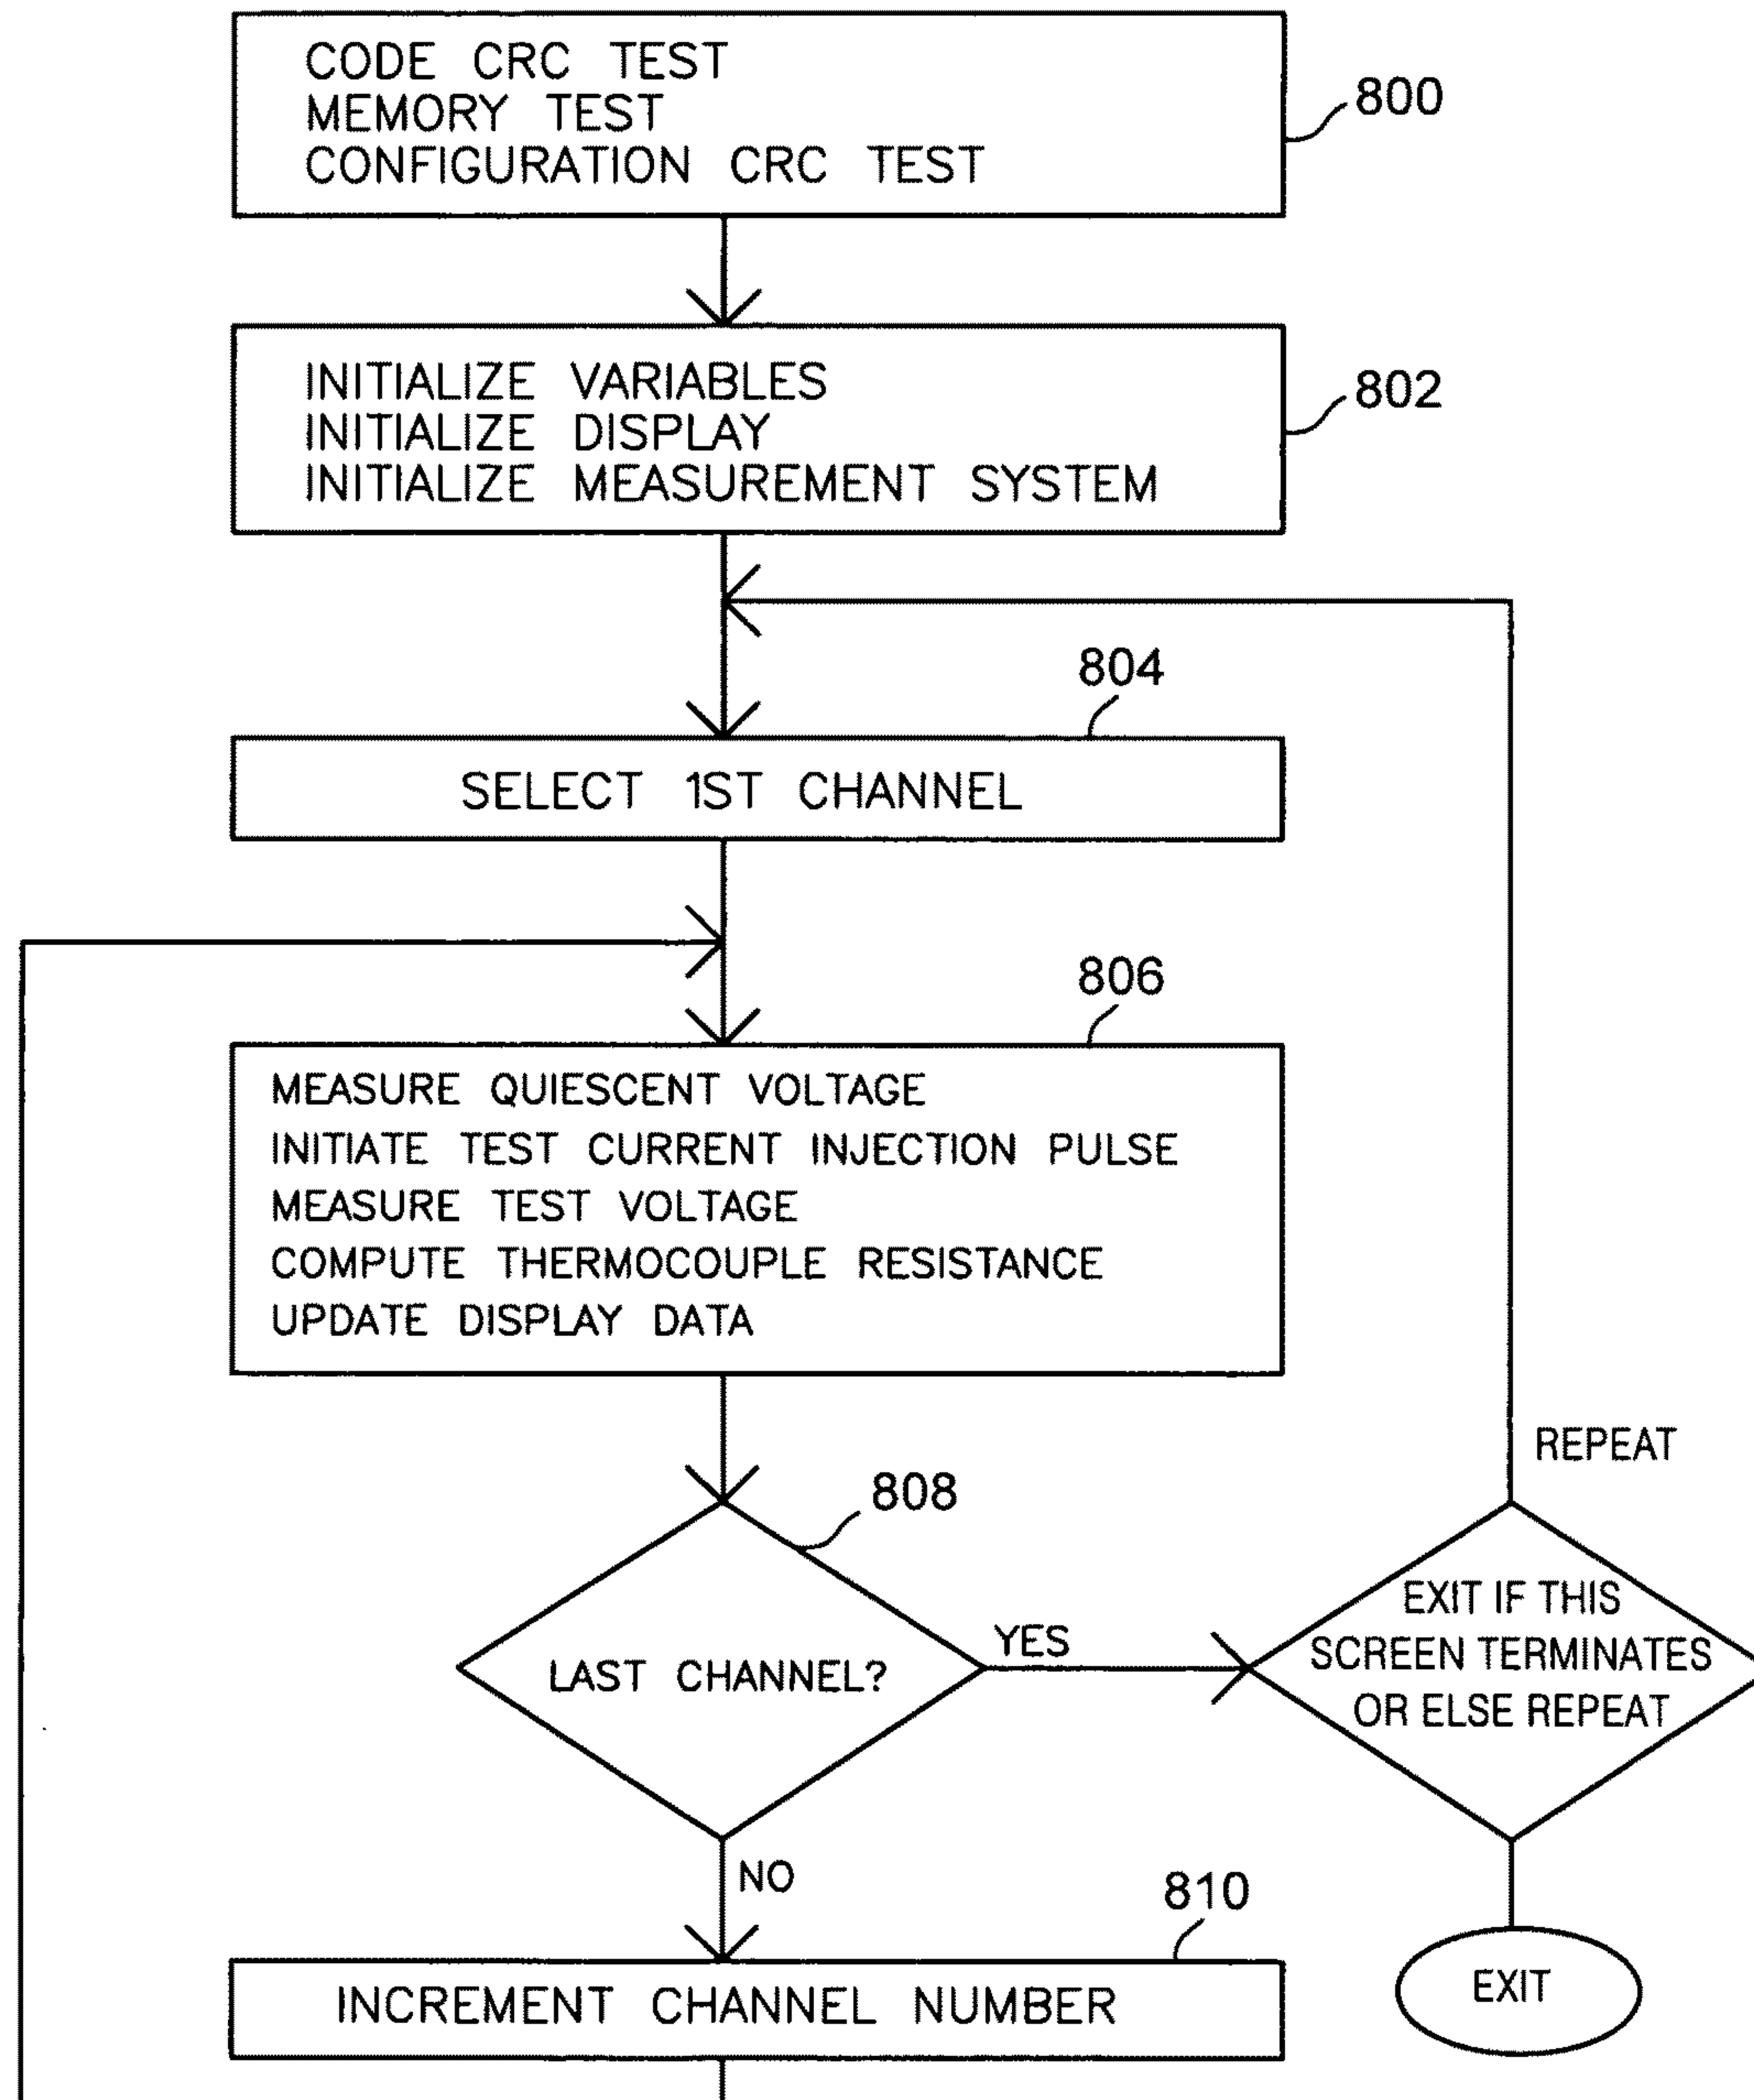 CODE CRC TEST
MEMORY TEST
CONFIGURATION CRC TEST
800
INITIALIZE VARIABLES
INITIALIZE DISPLAY
INITIALIZE MEASUREMENT SYSTEM
802
804
SELECT 1ST CHANNEL
806
MEASURE QUIESCENT VOLTAGE
INITIATE TEST CURRENT INJECTION PULSE
MEASURE TEST VOLTAGE
COMPUTE THERMOCOUPLE RESISTANCE
UPDATE DISPLAY DATA
808
LAST CHANNEL?
YES
REPEAT
EXIT IF THIS
SCREEN TERMINATES
OR ELSE REPEAT
NO
810
INCREMENT CHANNEL NUMBER
EXIT